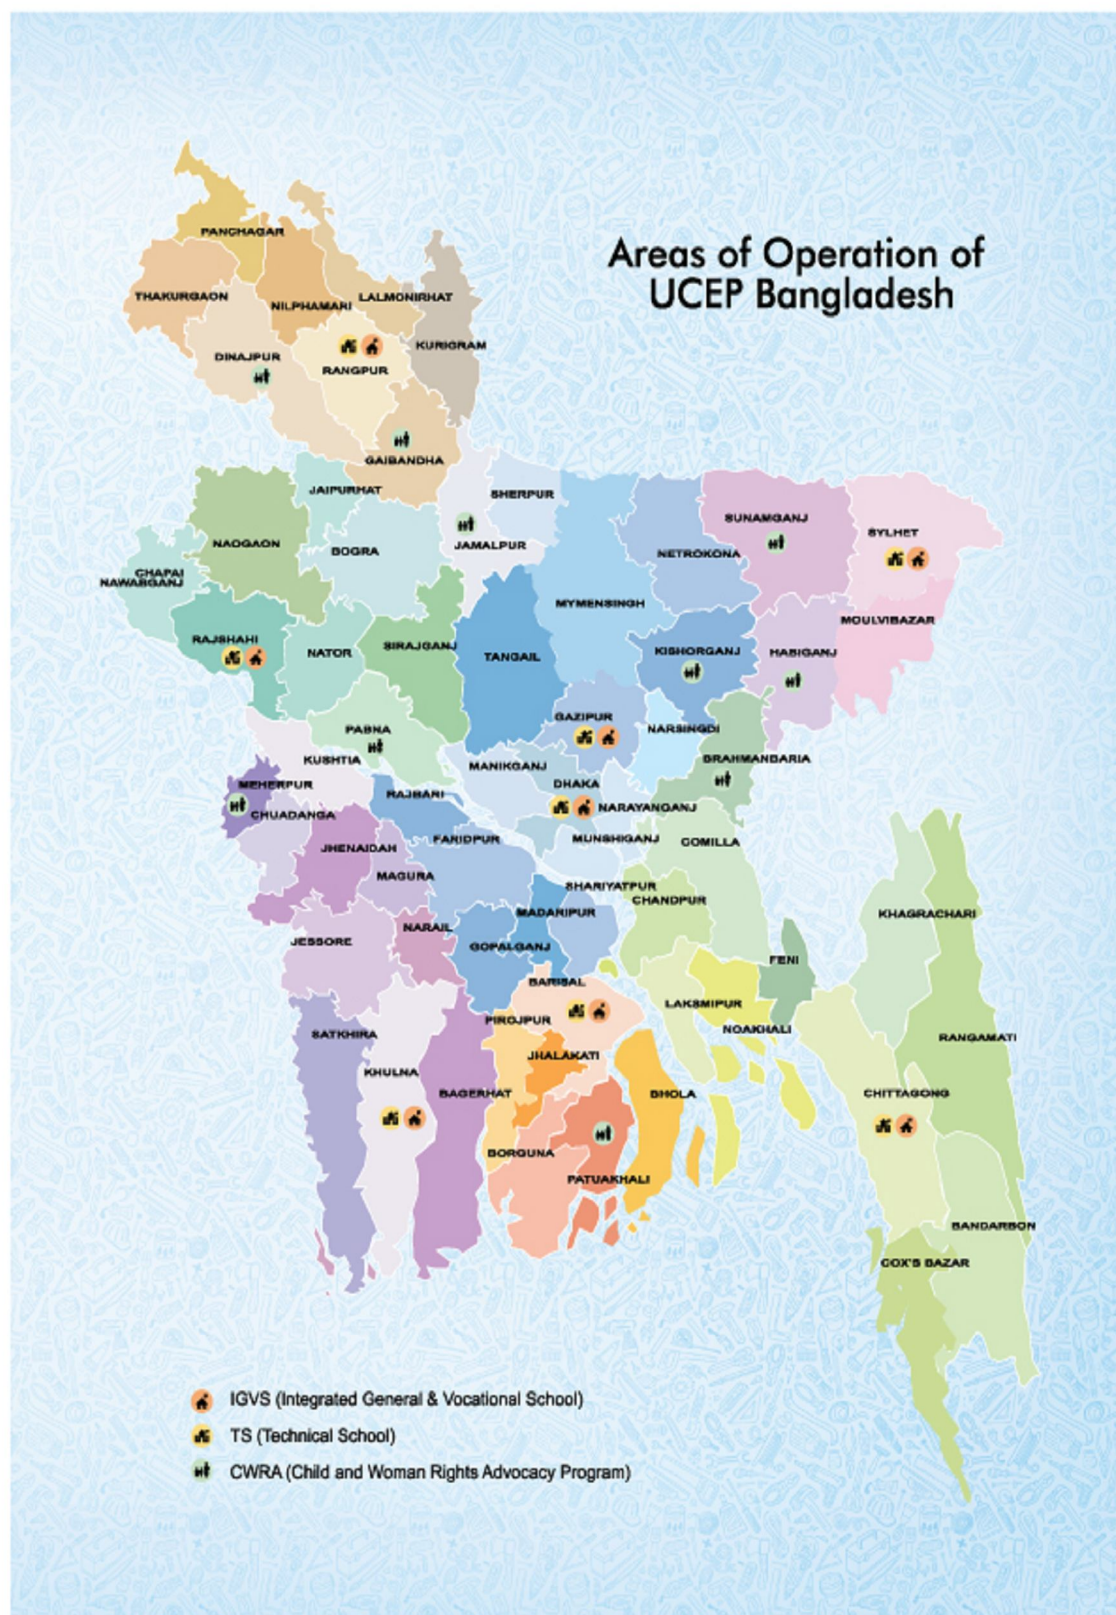 Areas of Operation of
UCEP Bangladesh
PANCHAGAR
THAKURGAON
NILPHAMARI
LALMONIRHAT
DINAJPUR
RANGPUR
KURIGRAM
GAIBANDHA
JAIPURHAT
SHERPUR
NAOGAON
BOGRA
JAMALPUR
NETROKONA
SUNAMGANJ
SYLHET
CHAPAI
NAWABGANJ
MYMENSINGH
MOULVIBAZAR
RAJSHAHI
NATOR
SIRAJGANJ
TANGAIL
KISHORGANJ
HABIGANJ
PABNA
GAZIPUR
NARSINGDI
KUSHTIA
MANIKGANJ
BRAHMANBARIA
MEHERPUR
RAJBARI
DHAKA
NARAYANGANJ
CHUADANGA
JHENAIDAH
FARIDPUR
MUNSHIGANJ
COMILLA
MAGURA
SHARIYATPUR
CHANDPUR
MADARIPUR
KHAGRACHARI
JESSORE
NARAIL
GOPALGANJ
FENI
BARISAL
LAKSMIPUR
PIROJPUR
NOAKHALI
SATKHIRA
RANGAMATI
JHALAKATI
KHULNA
BAGERHAT
BHOLA
CHITTAGONG
BORGUNA
PATUAKHALI
BANDARBON
COX'S BAZAR
IGVS (Integrated General & Vocational School)
TS (Technical School)
CWRA (Child and Woman Rights Advocacy Program)